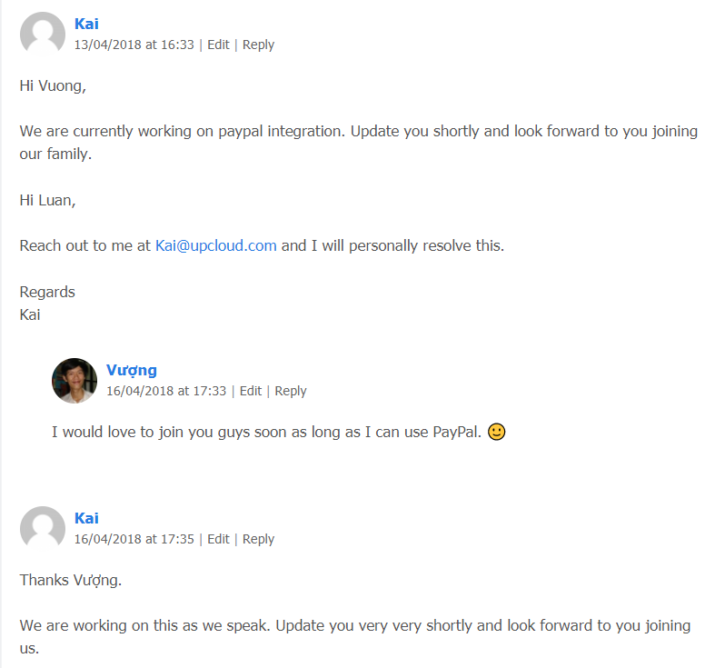 Kai
13/04/2018 at 16:33 | Edit | Reply
Hi Vuong,
We are currently working on paypal integration. Update you shortly and look forward to you joining
our family.
Hi Luan,
Reach out to me at Kai@upcloud.com and I will personally resolve this.
Regards
Kai
Vượng
16/04/2018 at 17:33 | Edit | Reply
I would love to join you guys soon as long as I can use PayPal. 🙂
Kai
16/04/2018 at 17:35 | Edit | Reply
Thanks Vượng.
We are working on this as we speak. Update you very very shortly and look forward to you joining
us.